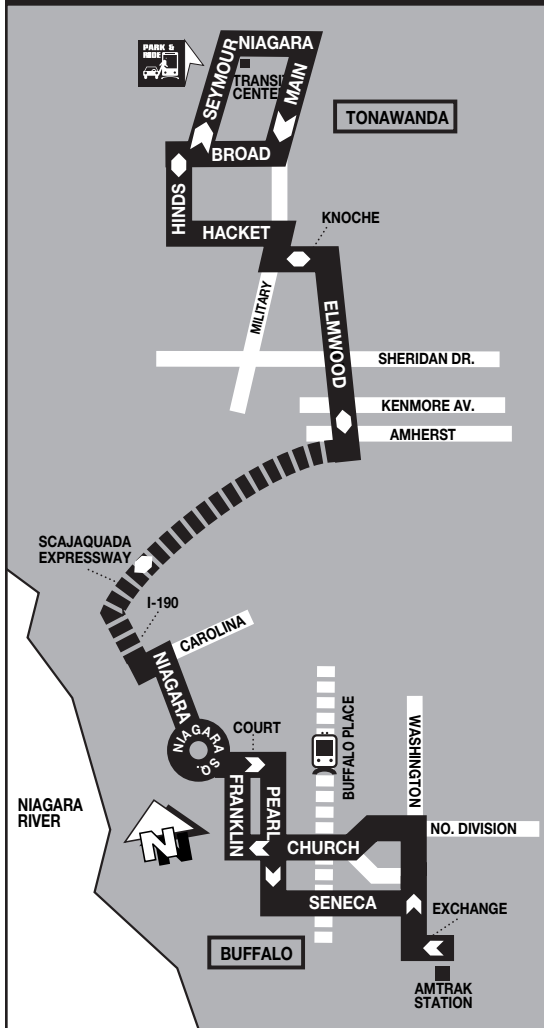 PARK &
RIDE
SEYMOUR
NIAGARA
TRANSIT
CENTER
MAIN
TONAWANDA
BROAD
HINDS
HACKET
KNOCHE
MILITARY
ELMWOOD
SHERIDAN DR.
KENMORE AV.
AMHERST
SCAJAQUADA
EXPRESSWAY
I-190
CAROLINA
NIAGARA
NIAGARA SQ.
COURT
BUFFALO PLACE
WASHINGTON
NIAGARA
RIVER
N
FRANKLIN
PEARL
CHURCH
NO. DIVISION
SENECA
EXCHANGE
BUFFALO
AMTRAK
STATION